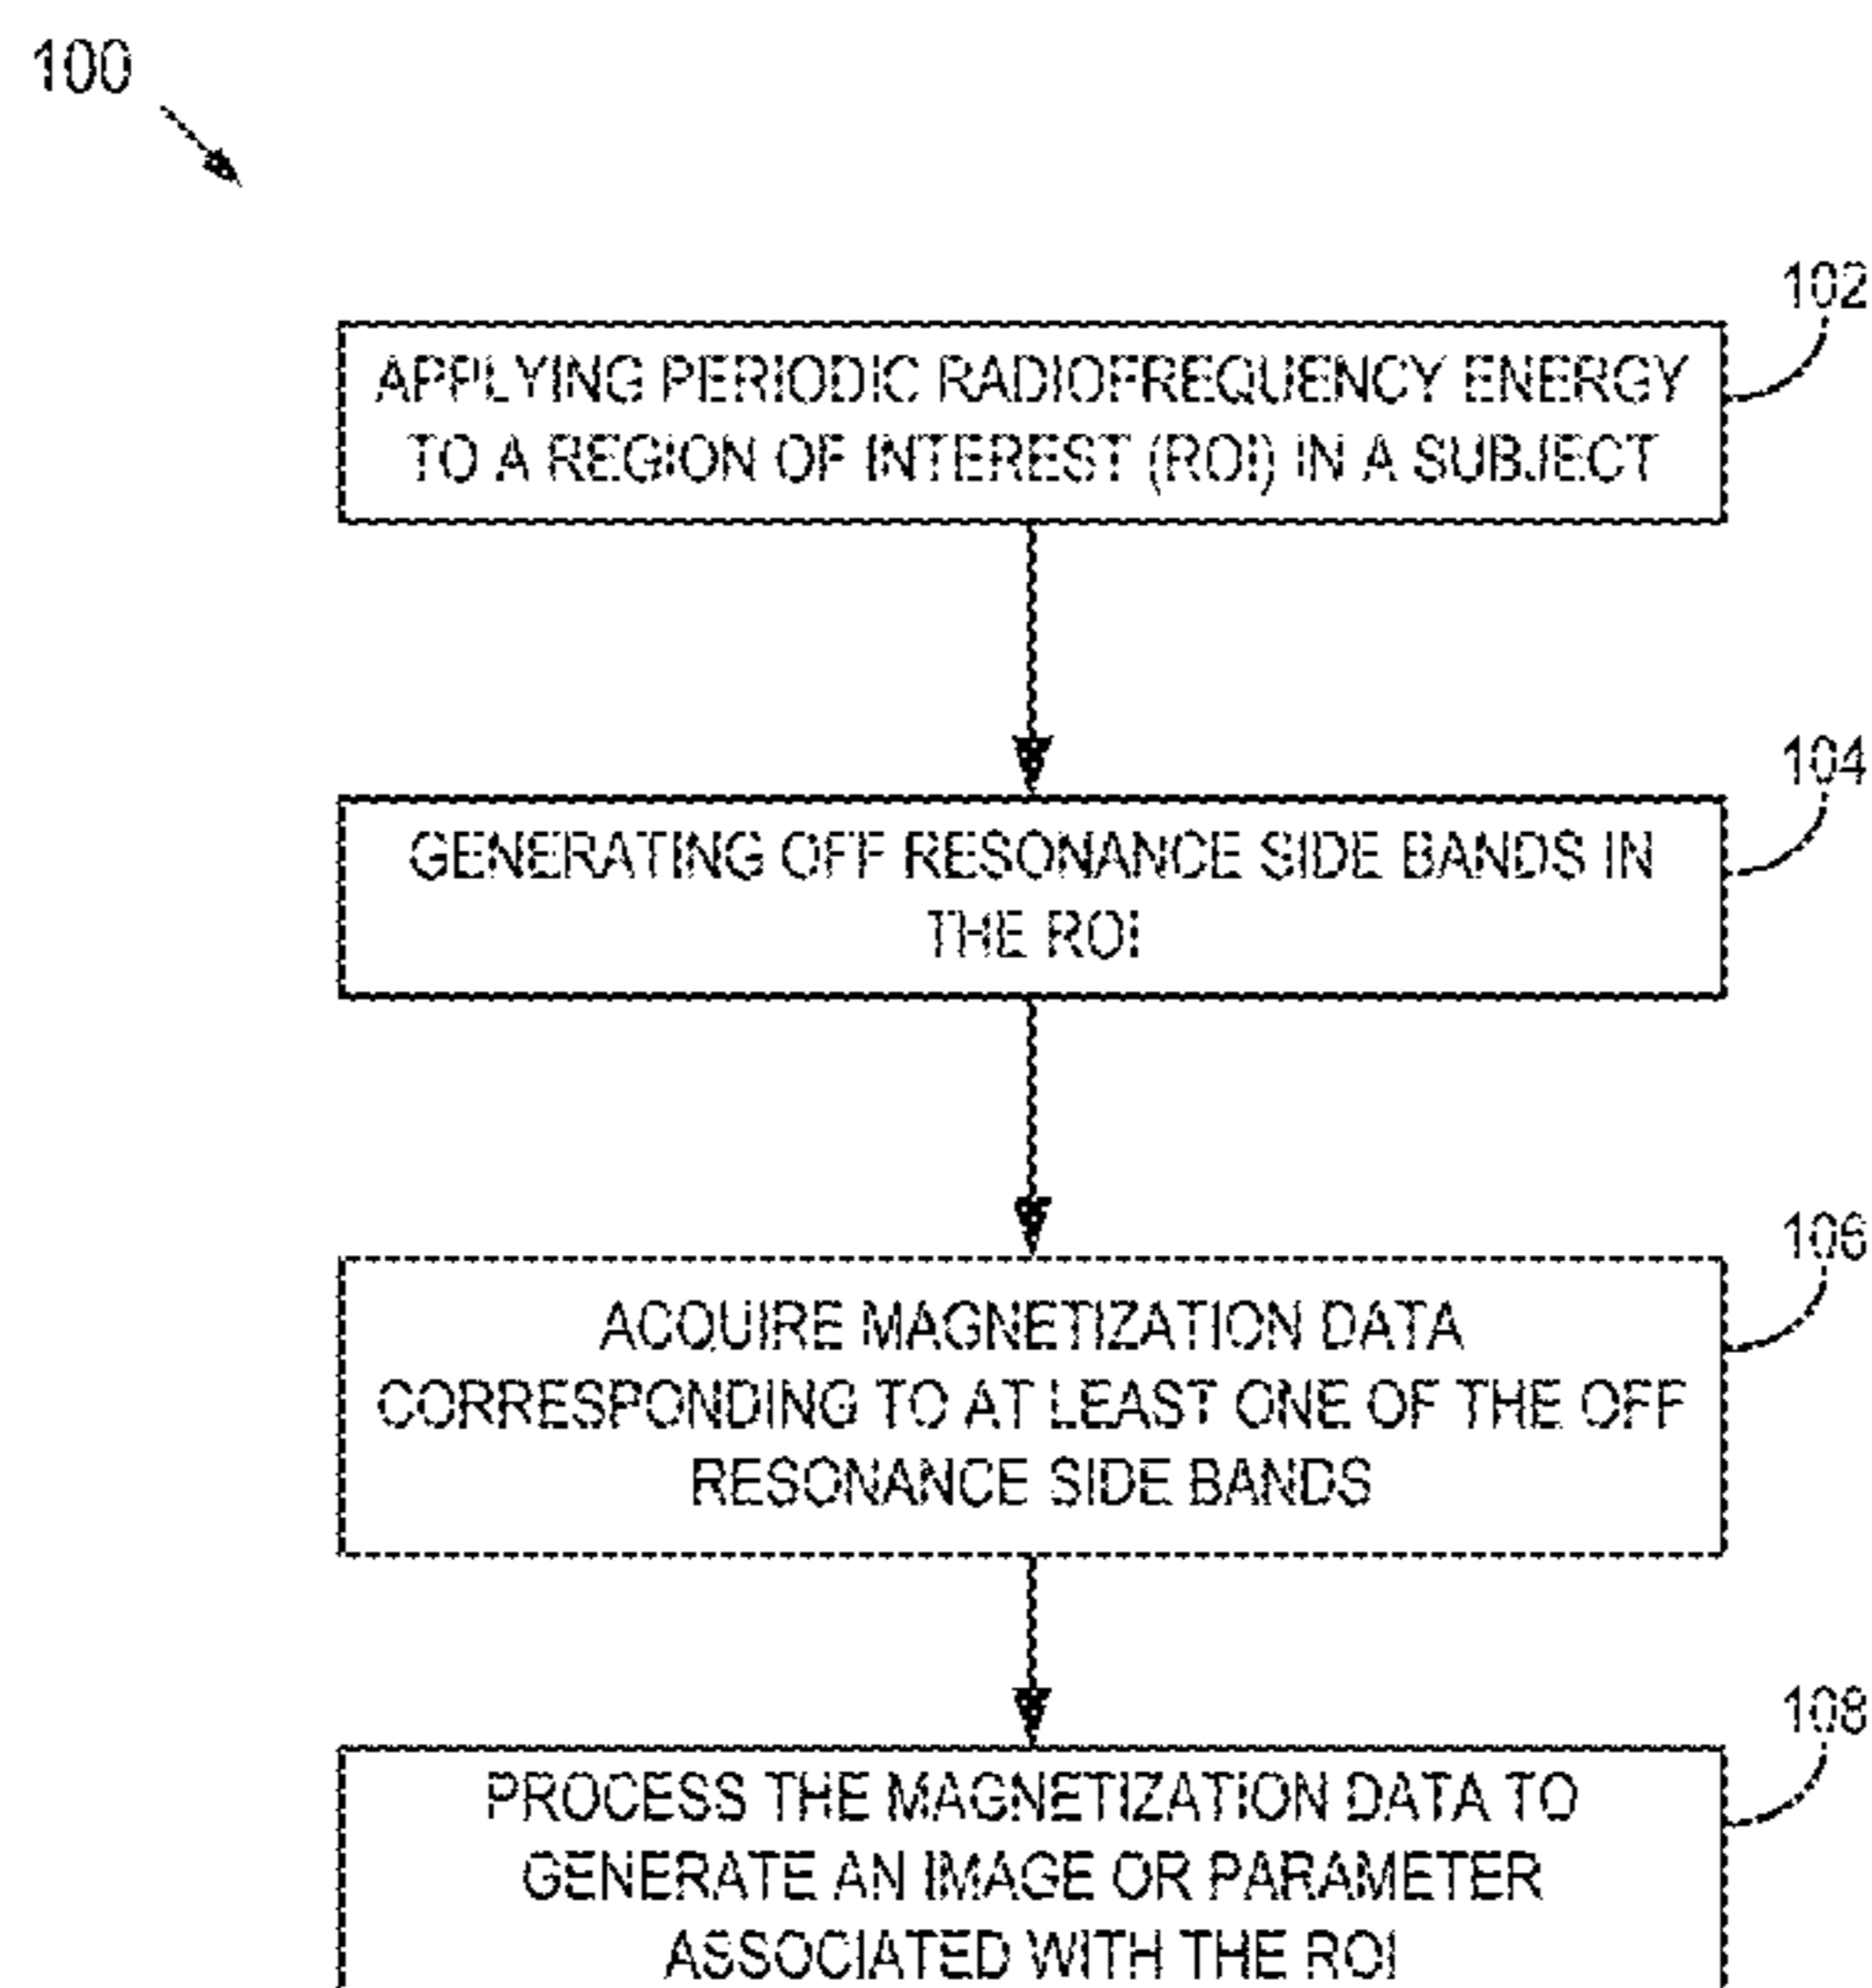 100
102
APPLYING PERIODIC RADIOFREQUENCY ENERGY
TO A REGION OF INTEREST (ROI) IN A SUBJECT
104
GENERATING OFF RESONANCE SIDE BANDS IN
THE ROI
106
ACQUIRE MAGNETIZATION DATA
CORRESPONDING TO AT LEAST ONE OF THE OFF
RESONANCE SIDE BANDS
108
PROCESS THE MAGNETIZATION DATA TO
GENERATE AN IMAGE OR PARAMETER
ASSOCIATED WITH THE ROI